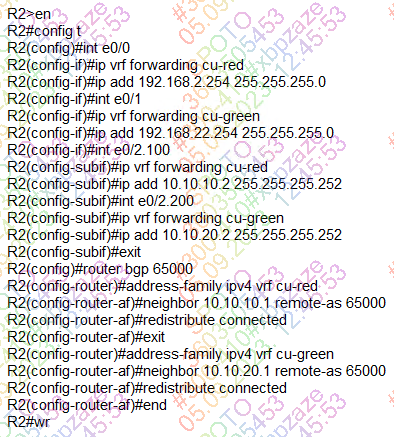 R2>en
R2#config t
R2(config)#int e0/0
R2(config-if)#ip vrf forwarding cu-red
R2(config-if)#ip add 192.168.2.254 255.255.255.0
R2(config-if)#int e0/1
R2(config-if)#ip vrf forwarding cu-green
R2(config-if)#ip add 192.168.22.254 255.255.255.0
R2(config-if)#int e0/2.100
R2(config-subif)#ip vrf forwarding cu-red
R2(config-subif)#ip add 10.10.10.2 255.255.255.252
R2(config-subif)#int e0/2.200
R2(config-subif)#ip vrf forwarding cu-green
R2(config-subif)#ip add 10.10.20.2 255.255.255.252
R2(config-subif)#exit
R2(config)#router bgp 65000
R2(config-router)#address-family ipv4 vrf cu-red
R2(config-router-af)#neighbor 10.10.10.1 remote-as 65000
R2(config-router-af)#redistribute connected
R2(config-router-af)#exit
R2(config-router)#address-family ipv4 vrf cu-green
R2(config-router-af)#neighbor 10.10.20.1 remote-as 65000
R2(config-router-af)#redistribute connected
R2(config-router-af)#end
R2#wr